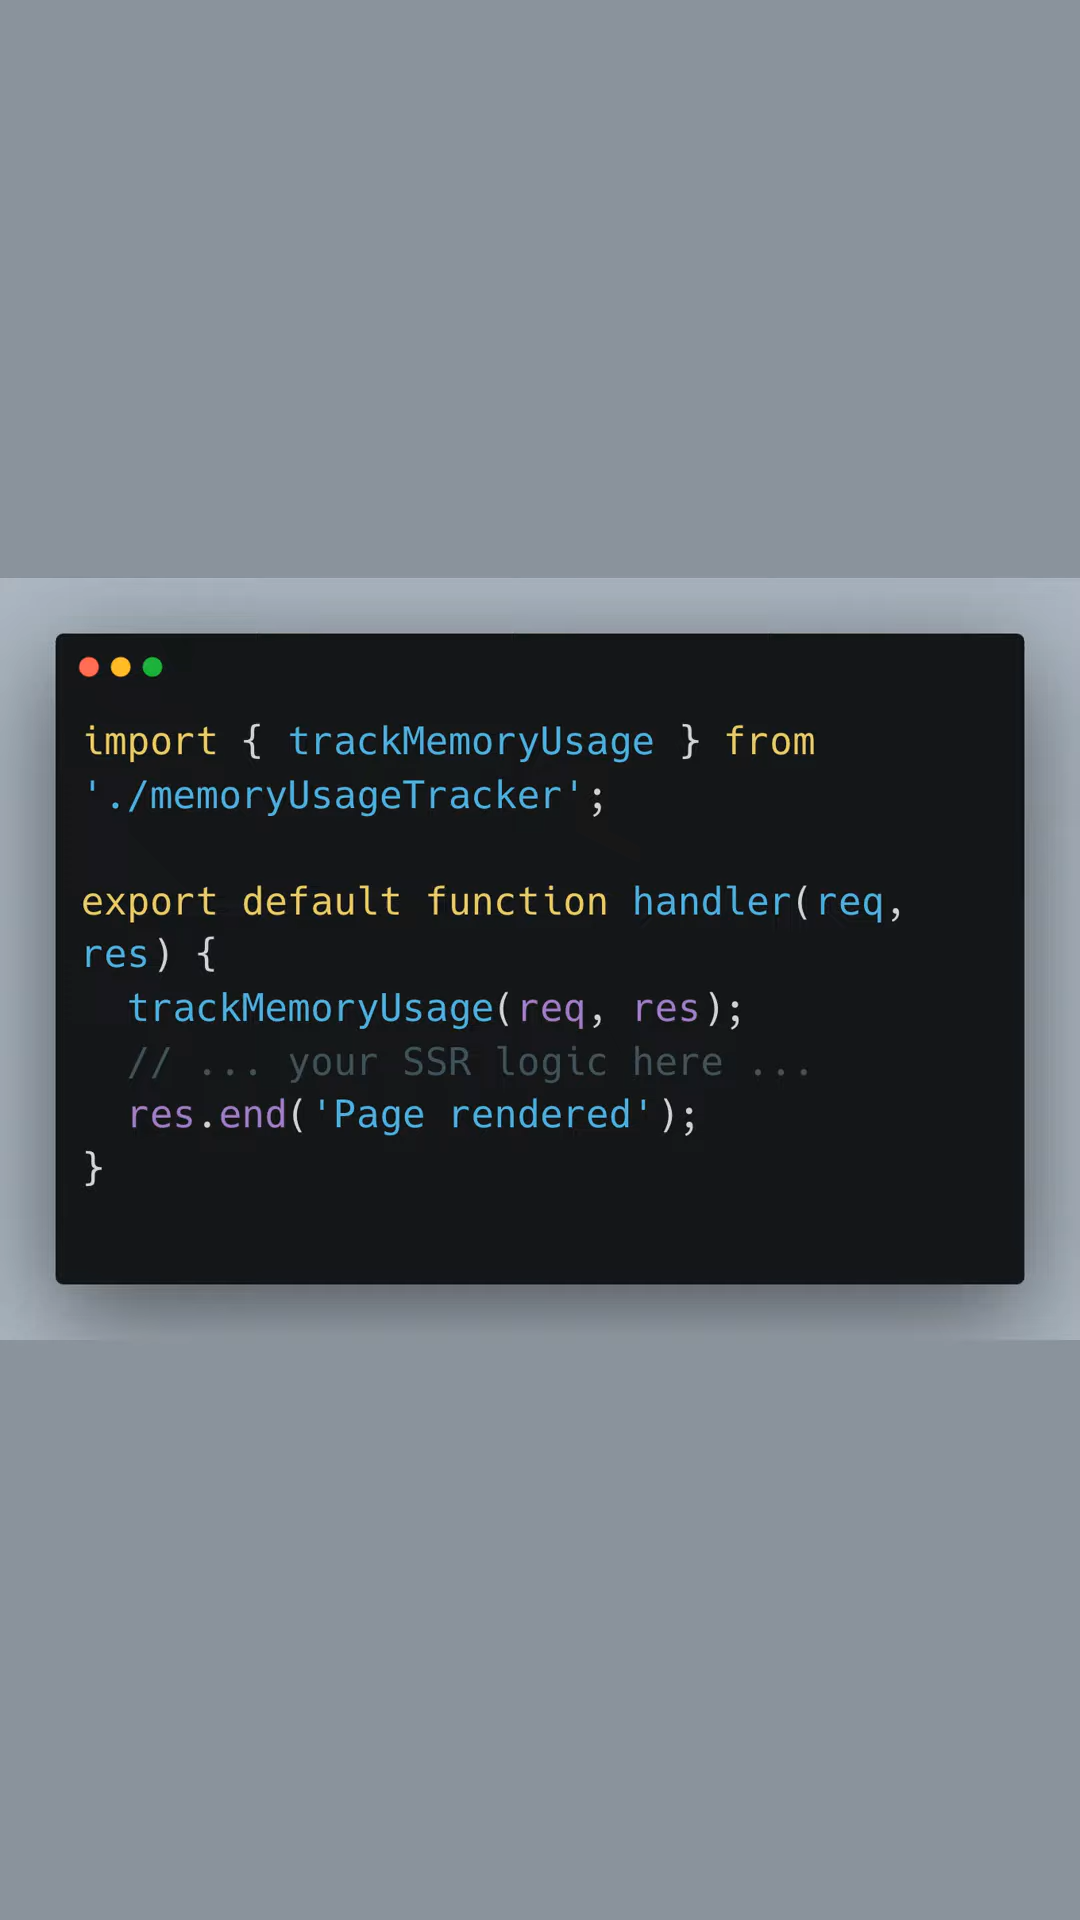 import { trackMemoryUsage } from
'./memoryUsageTracker';

export default function handler(req,
res) {
  trackMemoryUsage(req, res);
  // ... your SSR logic here ...
  res.end('Page rendered');
}